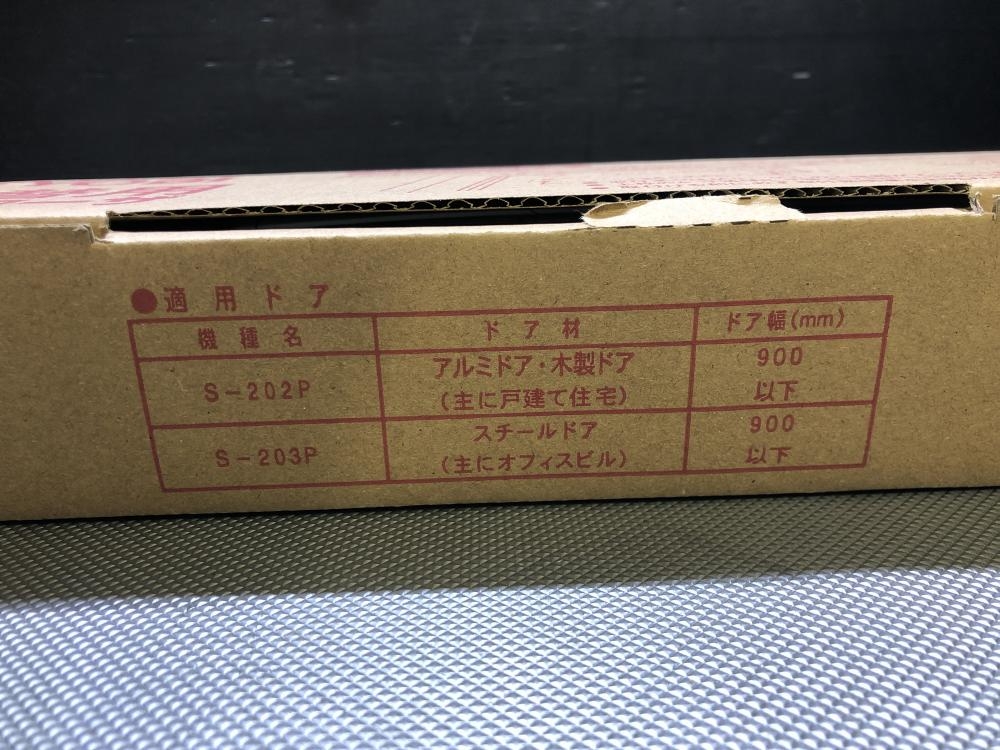 ●適用ドア
機種名 ドア材 ドア幅(mm)
S-202P アルミドア・木製ドア 900
(主に戸建て住宅) 以下
S-203P スチールドア 900
(主にオフィスビル) 以下